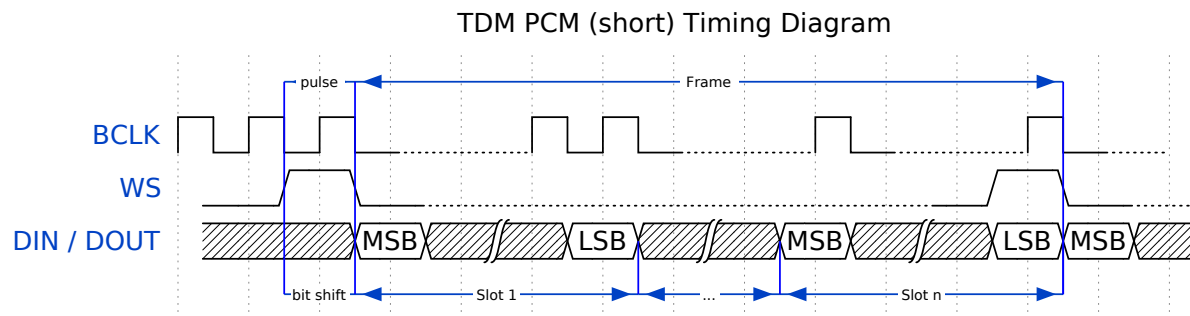 TDM PCM (short) Timing Diagram
pulse Frame
BCLK
WS
DIN / DOUT MSB LSB MSB LSB MSB
bit shift Slot 1 ... Slot n